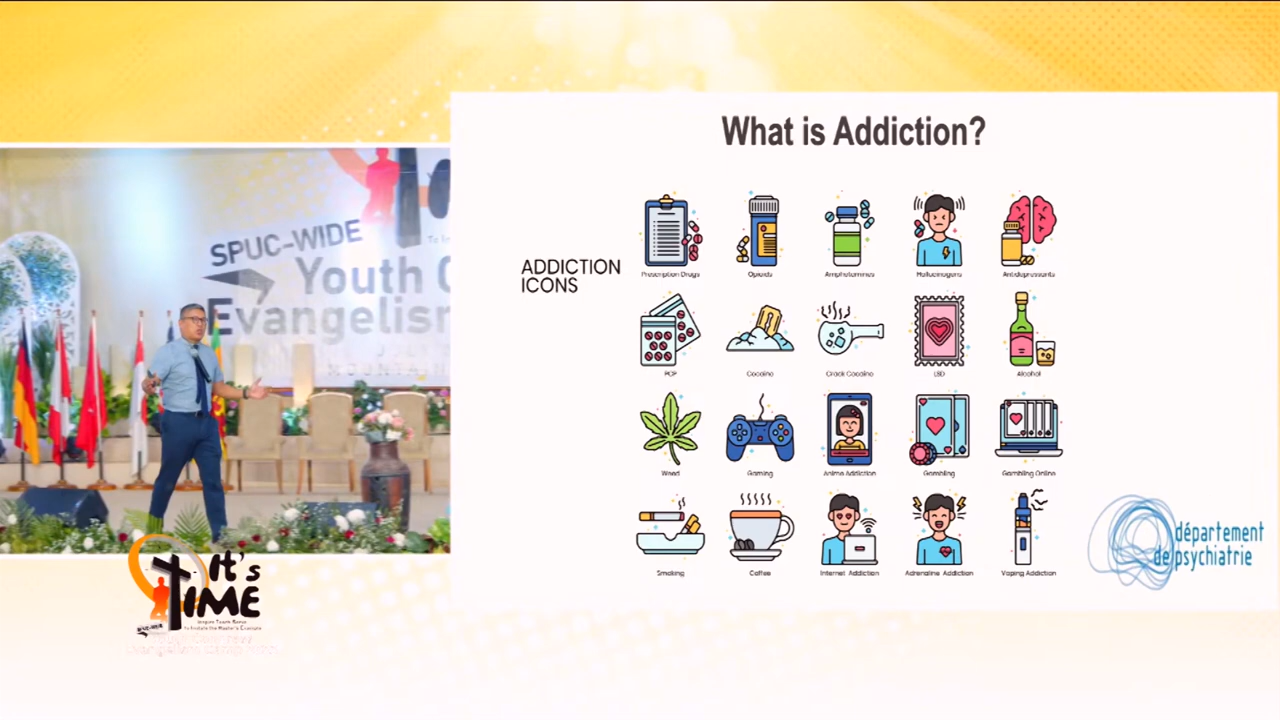 What is Addiction?
ADDICTION
ICONS
Prescription Drugs
Opioids
Amphetamines
Hallucinogens
Antidepressants
PCP
Cocaine
Crack Cocaine
LSD
Alcohol
Weed
Gaming
Anime Addiction
Gambling
Gambling Online
Smoking
Coffee
Internet Addiction
Adrenaline Addiction
Vaping Addiction
département
de psychiatrie
SPUC-WIDE
Youth
Evangelis
It's
TIME